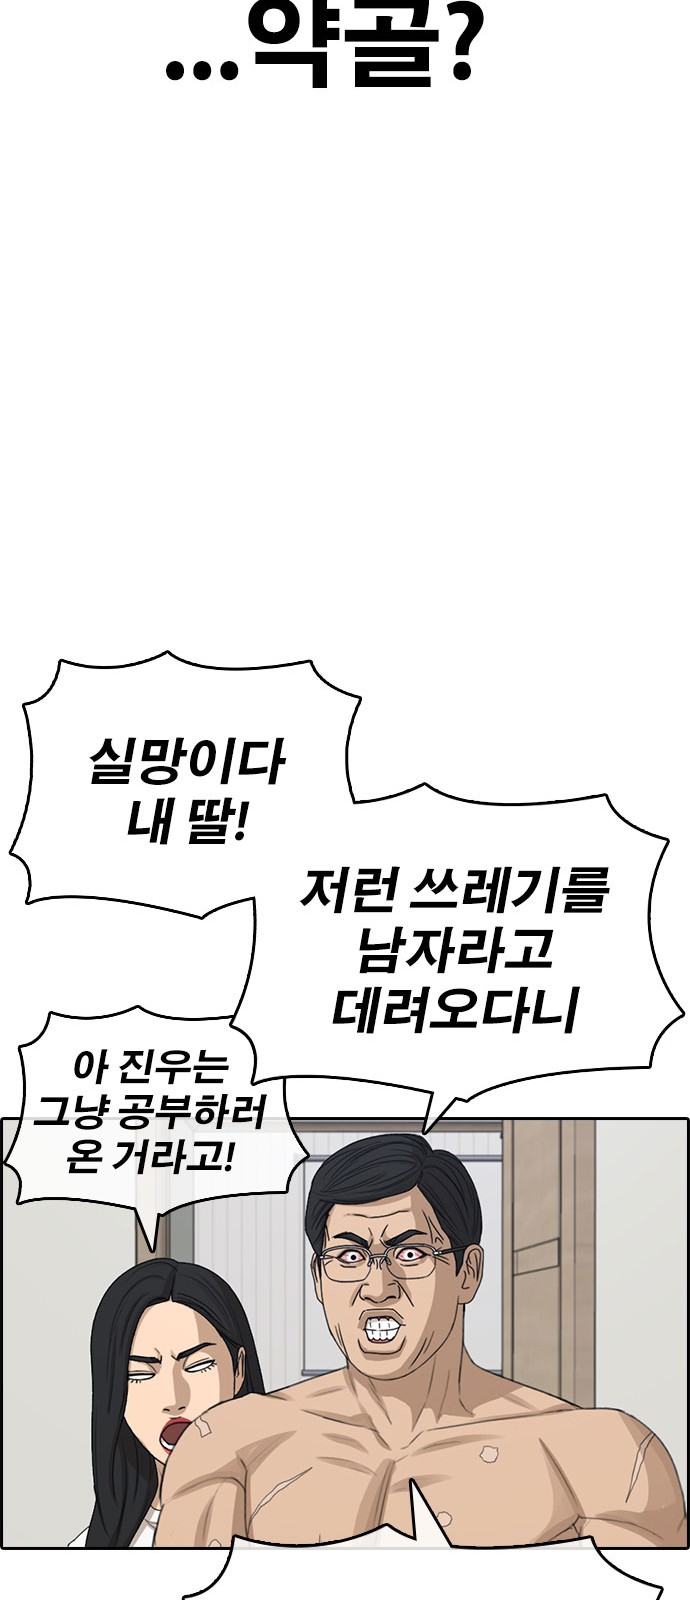 ...약골?
실망이다
내 딸!
저런 쓰레기를
남자라고
데려오다니
아 진우는
그냥 공부하러
온 거라고!